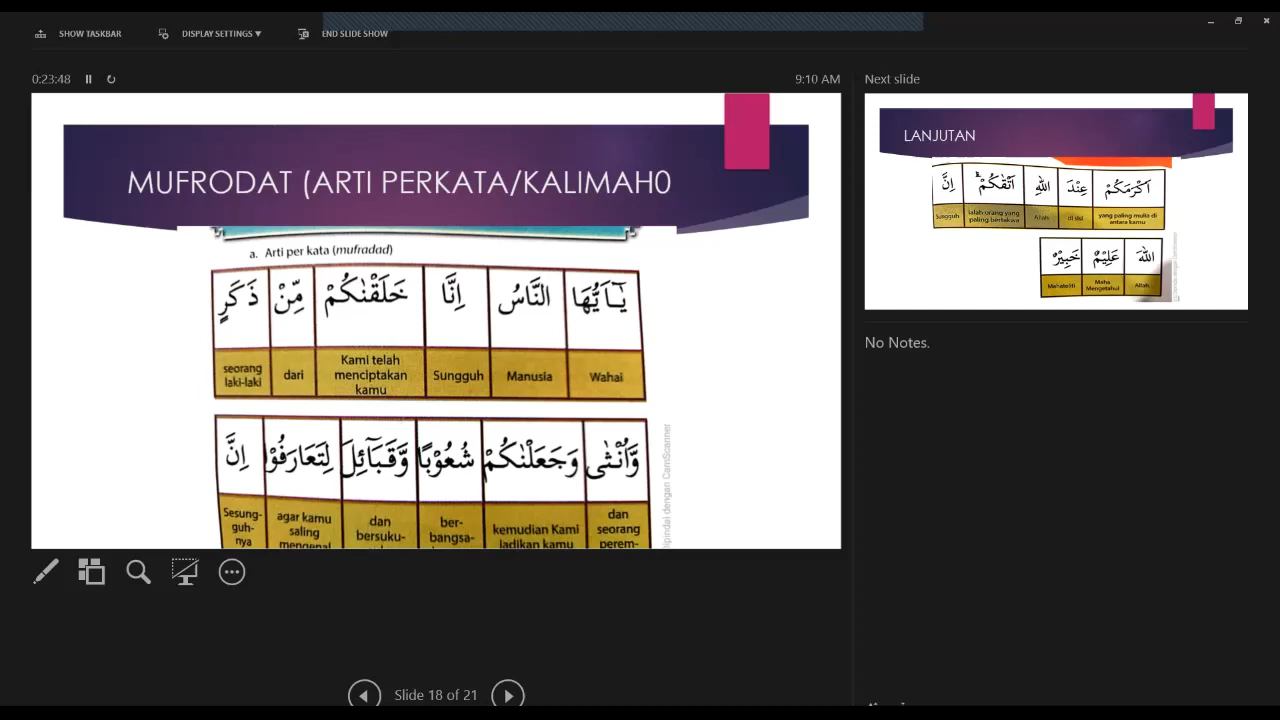 SHOW TASKBAR DISPLAY SETTINGS ▼ END SLIDE SHOW
0:23:48 9:10 AM
MUFRODAT (ARTI PERKATA/KALIMAH0
a. Arti per kata (mufradad)
يٰٓاَيُّهَا النَّاسُ اِنَّا خَلَقْنٰكُمْ مِّنْ ذَكَرٍ
seorang laki-laki dari Kami telah menciptakan kamu Sungguh Manusia Wahai
وَّاُنْثٰى وَجَعَلْنٰكُمْ شُعُوْبًا وَّقَبَاۤىِٕلَ لِتَعَارَفُوْا اِنَّ
Sesung-guh-nya agar kamu saling mengenal dan bersuku- ber-bangsa- kemudian Kami jadikan kamu dan seorang perem-
dipindai dengan CamScanner
Slide 18 of 21
Next slide
LANJUTAN
اَكْرَمَكُمْ عِنْدَ اللّٰهِ اَتْقٰىكُمْ اِنَّ
Sungguh ialah orang yang paling bertakwa Allah di sisi yang paling mulia di antara kamu
اللّٰهَ عَلِيْمٌ خَبِيْرٌ
Mahateliti Maha Mengetahui Allah
No Notes.